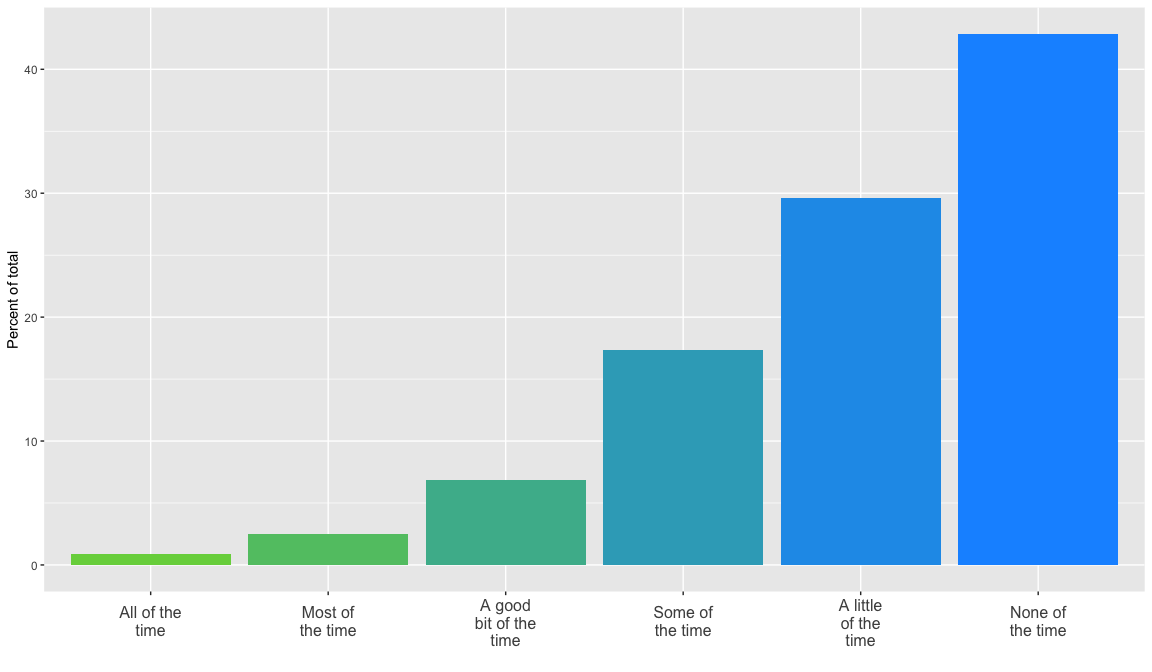 40
30
20
10
0
Percent of total
All of the
time
Most of
the time
A good
bit of the
time
Some of
the time
A little
of the
time
None of
the time